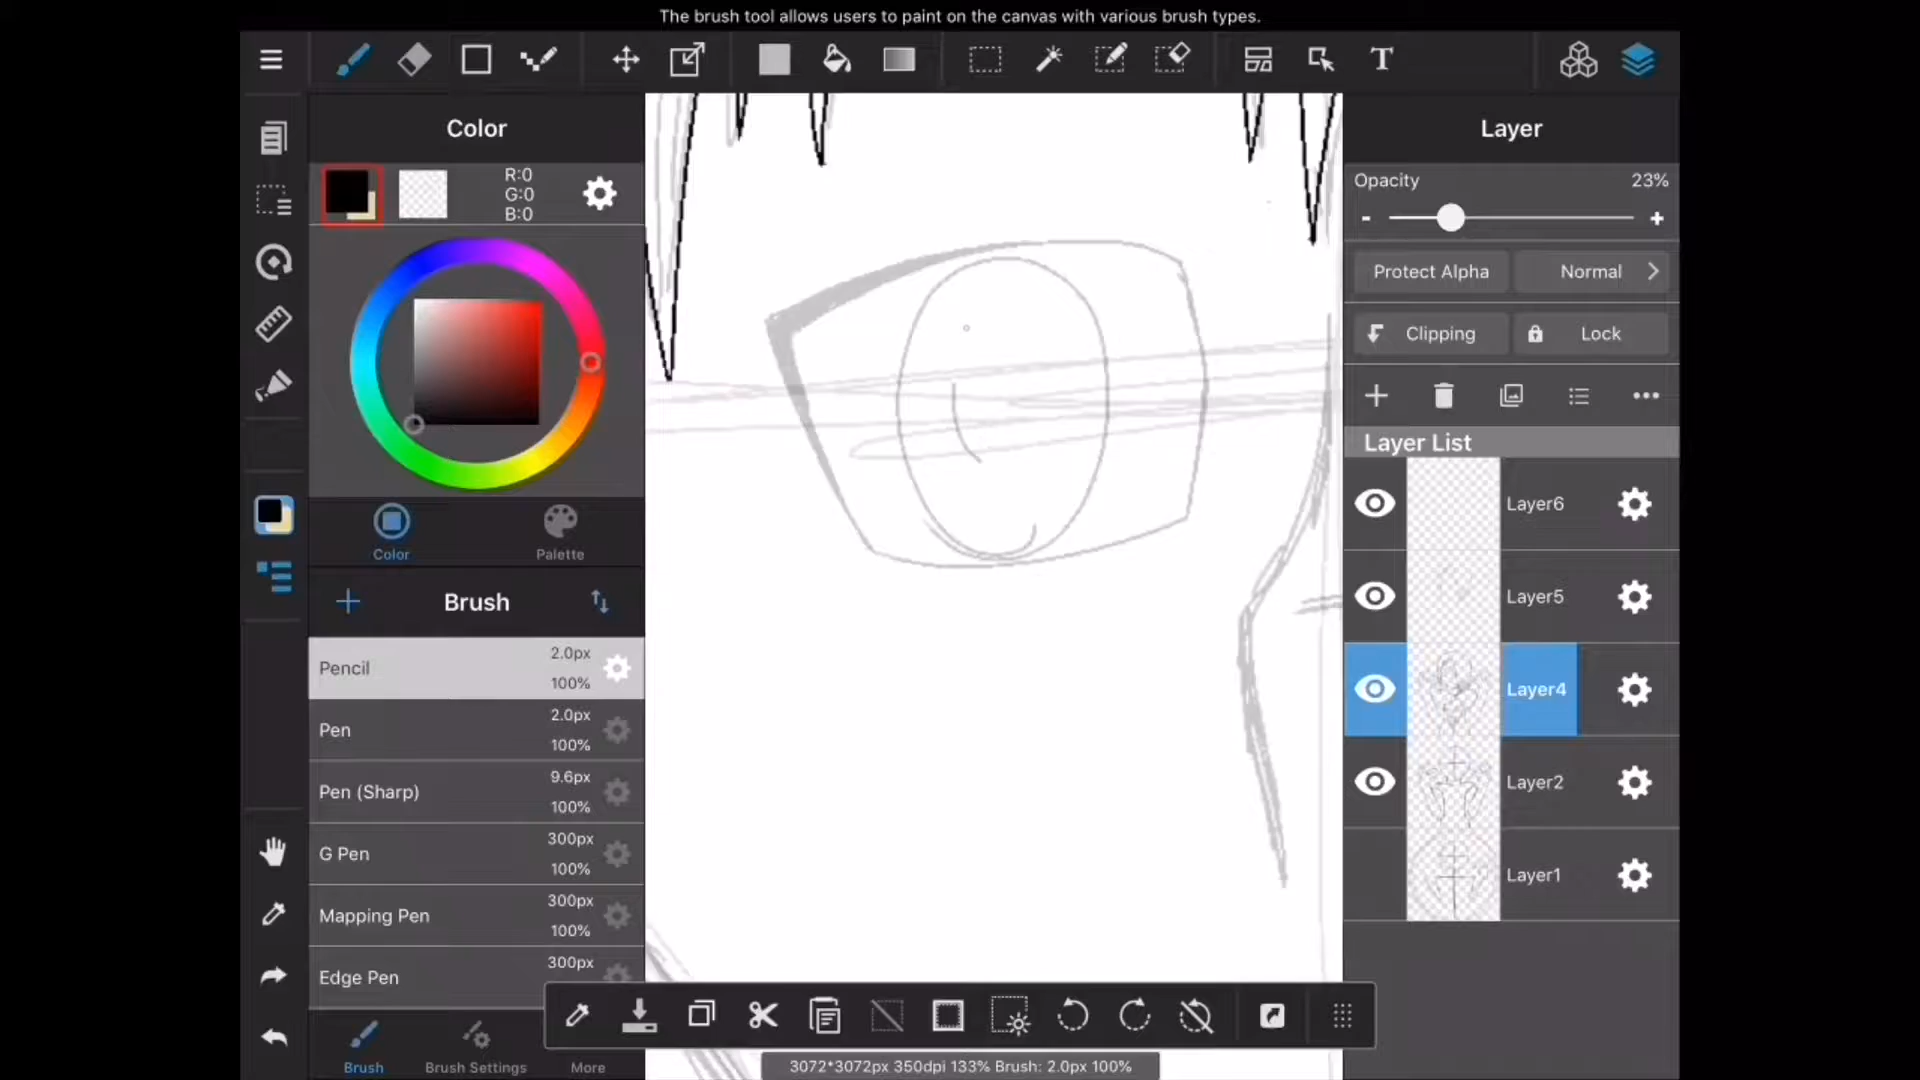 The brush tool allows users to paint on the canvas with various brush types.
T
Color
R:0
G:0
B:0
Color
Palette
Brush
Pencil
2.0px
100%
Pen
2.0px
100%
Pen (Sharp)
9.6px
100%
G Pen
300px
100%
Mapping Pen
300px
100%
Edge Pen
300px
Brush
Brush Settings
More
3072*3072px 350dpi 133% Brush: 2.0px 100%
Layer
Opacity
23%
- +
Protect Alpha
Normal
Clipping
Lock
Layer List
Layer6
Layer5
Layer4
Layer2
Layer1